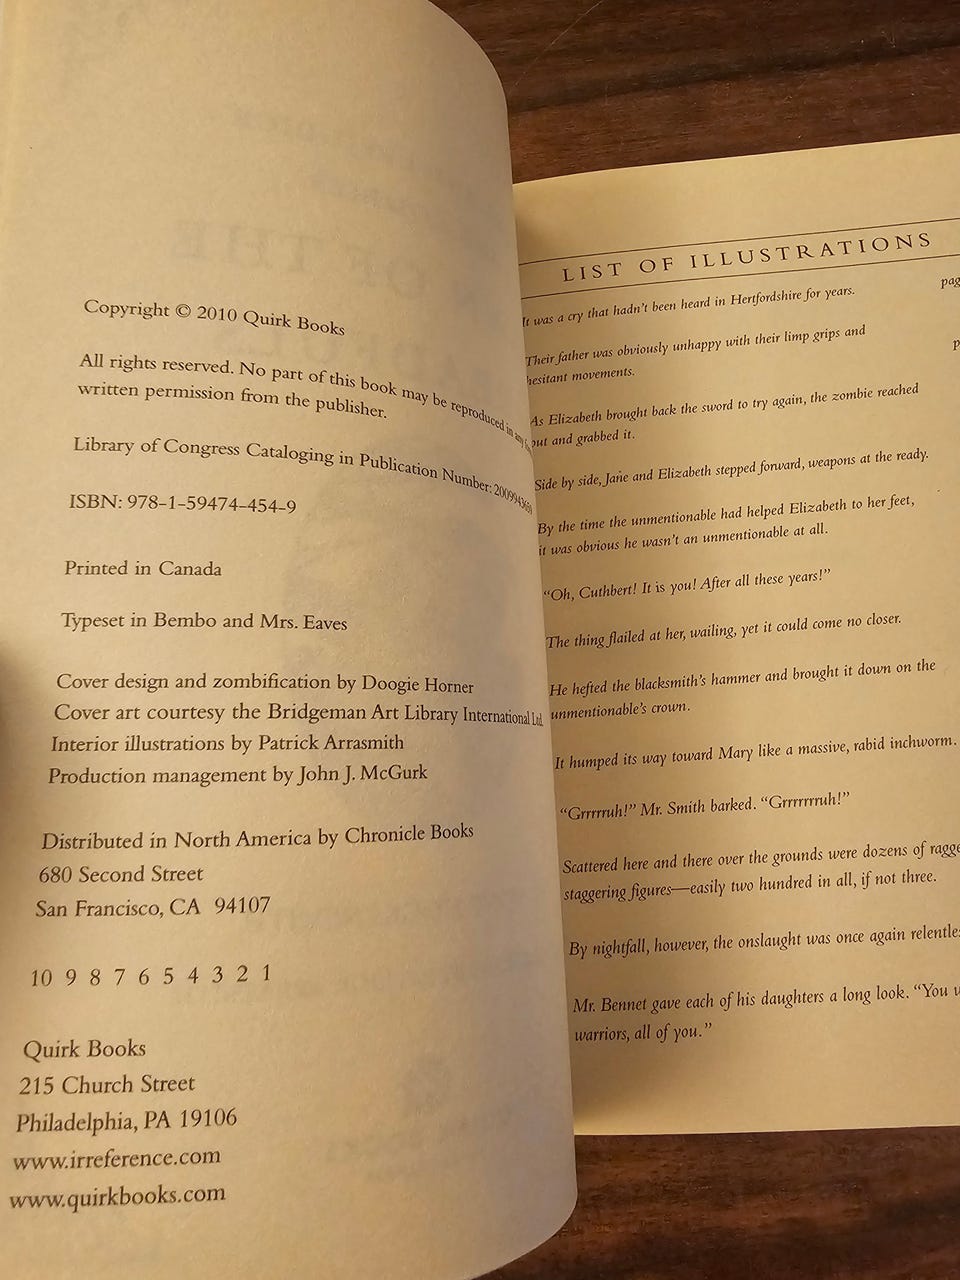 Copyright © 2010 Quirk Books
All rights reserved. No part of this book may be reproduced in any
written permission from the publisher.
Library of Congress Cataloging in Publication Number:
ISBN: 978-1-59474-454-9
Printed in Canada
Typeset in Bembo and Mrs. Eaves
Cover design and zombification by Doogie Horner
Cover art courtesy the Bridgeman Art Library International Ltd.
Interior illustrations by Patrick Arrasmith
Production management by John J. McGurk
Distributed in North America by Chronicle Books
680 Second Street
San Francisco, CA 94107
10 9 8 7 6 5 4 3 2 1
Quirk Books
215 Church Street
Philadelphia, PA 19106
www.irreference.com
www.quirkbooks.com
LIST OF ILLUSTRATIONS
It was a cry that hadn't been heard in Hertfordshire for years. pag
Their father was obviously unhappy with their limp grips and p
hesitant movements.
As Elizabeth brought back the sword to try again, the zombie reached
out and grabbed it.
Side by side, Jane and Elizabeth stepped forward, weapons at the ready.
By the time the unmentionable had helped Elizabeth to her feet,
it was obvious he wasn't an unmentionable at all.
"Oh, Cuthbert! It is you! After all these years!"
The thing flailed at her, wailing, yet it could come no closer.
He hefted the blacksmith's hammer and brought it down on the
unmentionable's crown.
It humped its way toward Mary like a massive, rabid inchworm.
"Grrrrruh!" Mr. Smith barked. "Grrrrrrruh!"
Scattered here and there over the grounds were dozens of ragge
staggering figures—easily two hundred in all, if not three.
By nightfall, however, the onslaught was once again relentle
Mr. Bennet gave each of his daughters a long look. "You
warriors, all of you."